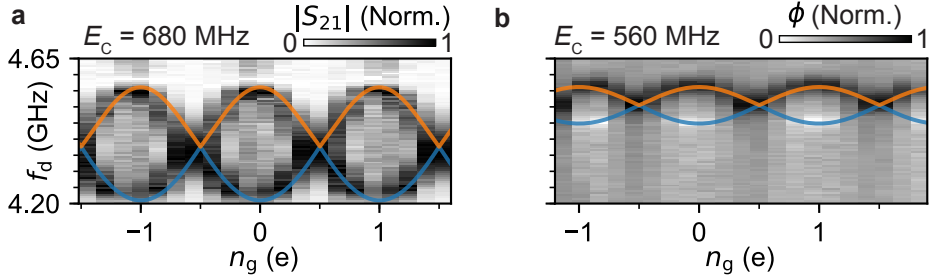 a
E_C = 680 MHz
|S_21| (Norm.)
0 1
4.65
4.20
f_d (GHz)
−1 0 1
n_g (e)
b
E_C = 560 MHz
ϕ (Norm.)
0 1
−1 0 1
n_g (e)